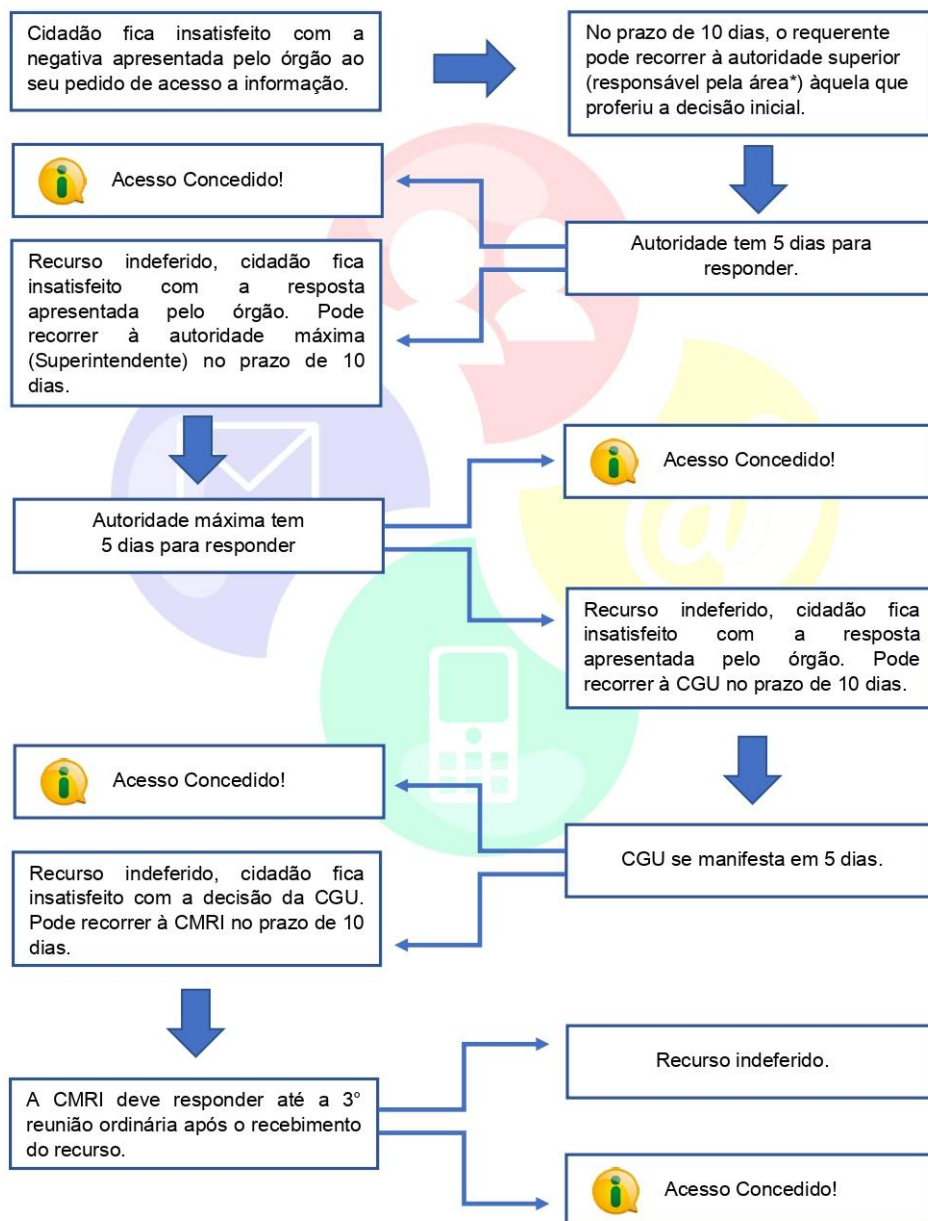 Cidadão fica insatisfeito com a
negativa apresentada pelo órgão ao
seu pedido de acesso a informação.
No prazo de 10 dias, o requerente
pode recorrer à autoridade superior
(responsável pela área*) àquela que
proferiu a decisão inicial.
Acesso Concedido!
Autoridade tem 5 dias para
responder.
Recurso indeferido, cidadão fica
insatisfeito com a resposta
apresentada pelo órgão. Pode
recorrer à autoridade máxima
(Superintendente) no prazo de 10
dias.
Acesso Concedido!
Autoridade máxima tem
5 dias para responder
Recurso indeferido, cidadão fica
insatisfeito com a resposta
apresentada pelo órgão. Pode
recorrer à CGU no prazo de 10 dias.
Acesso Concedido!
CGU se manifesta em 5 dias.
Recurso indeferido, cidadão fica
insatisfeito com a decisão da CGU.
Pode recorrer à CMRI no prazo de 10
dias.
Recurso indeferido.
A CMRI deve responder até a 3°
reunião ordinária após o recebimento
do recurso.
Acesso Concedido!